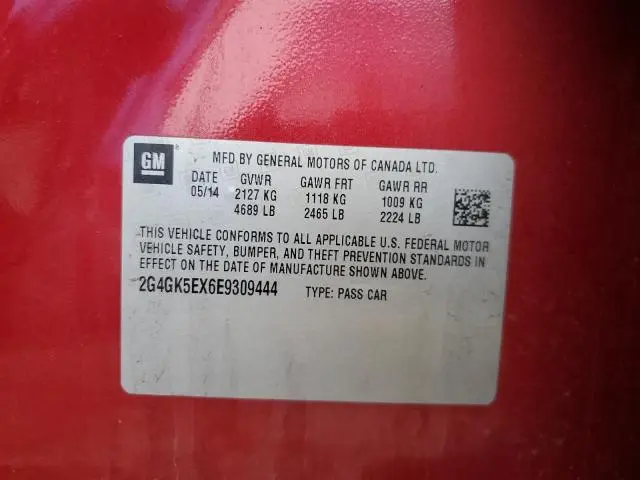 GM ® MFD BY GENERAL MOTORS OF CANADA LTD.
DATE GVWR GAWR FRT GAWR RR
05/14 2127 KG 1118 KG 1009 KG
4689 LB 2465 LB 2224 LB
THIS VEHICLE CONFORMS TO ALL APPLICABLE U.S. FEDERAL MOTOR
VEHICLE SAFETY, BUMPER, AND THEFT PREVENTION STANDARDS IN
EFFECT ON THE DATE OF MANUFACTURE SHOWN ABOVE.
2G4GK5EX6E9309444 TYPE: PASS CAR